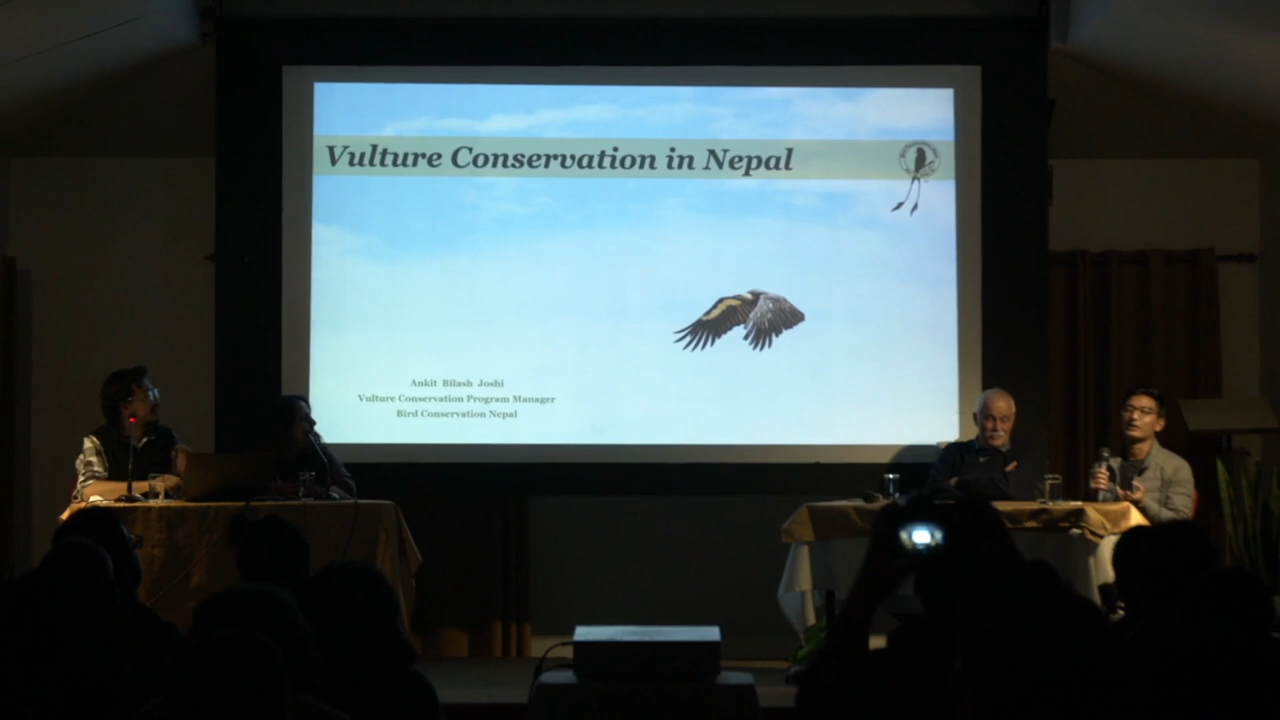 Vulture Conservation in Nepal
Ankit Bilash Joshi
Vulture Conservation Program Manager
Bird Conservation Nepal